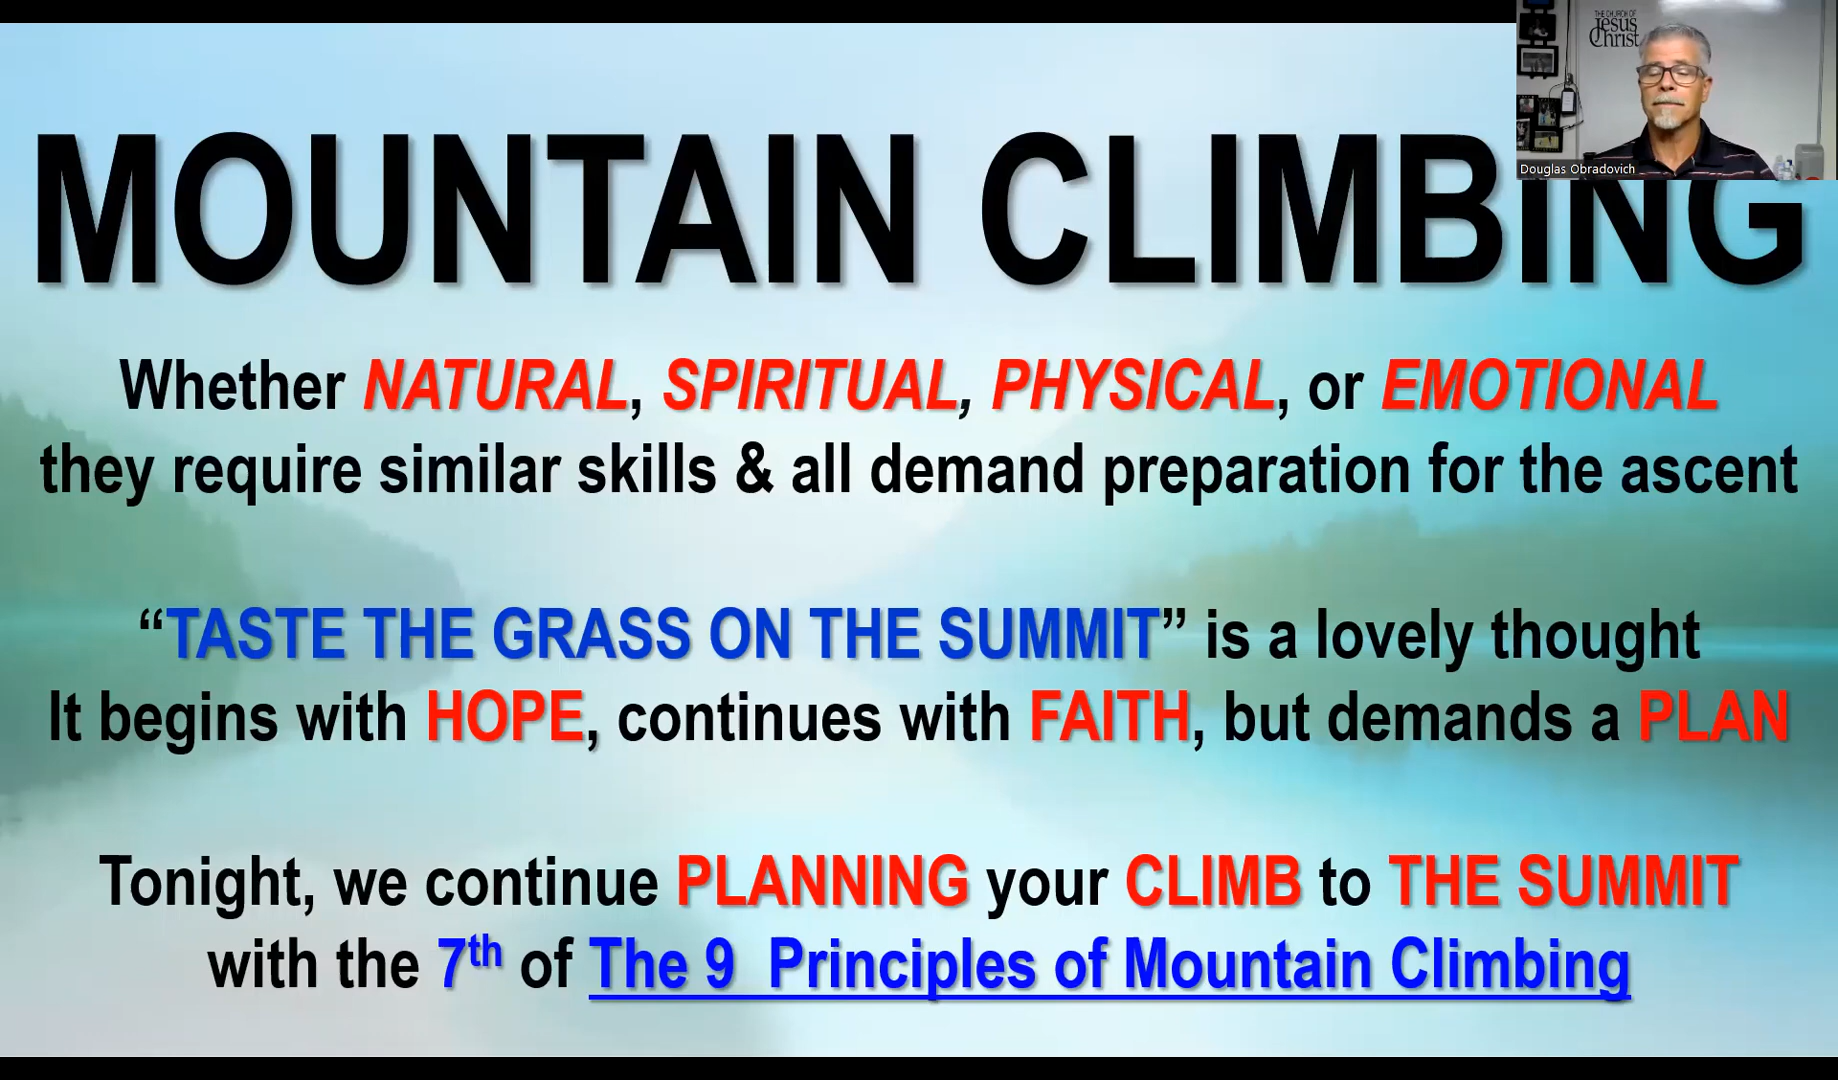 THE CHURCH OF
Jesus
Christ
Douglas Obradovich
MOUNTAIN CLIMBING
Whether NATURAL, SPIRITUAL, PHYSICAL, or EMOTIONAL
they require similar skills & all demand preparation for the ascent
“TASTE THE GRASS ON THE SUMMIT” is a lovely thought
It begins with HOPE, continues with FAITH, but demands a PLAN
Tonight, we continue PLANNING your CLIMB to THE SUMMIT
with the 7th of The 9  Principles of Mountain Climbing